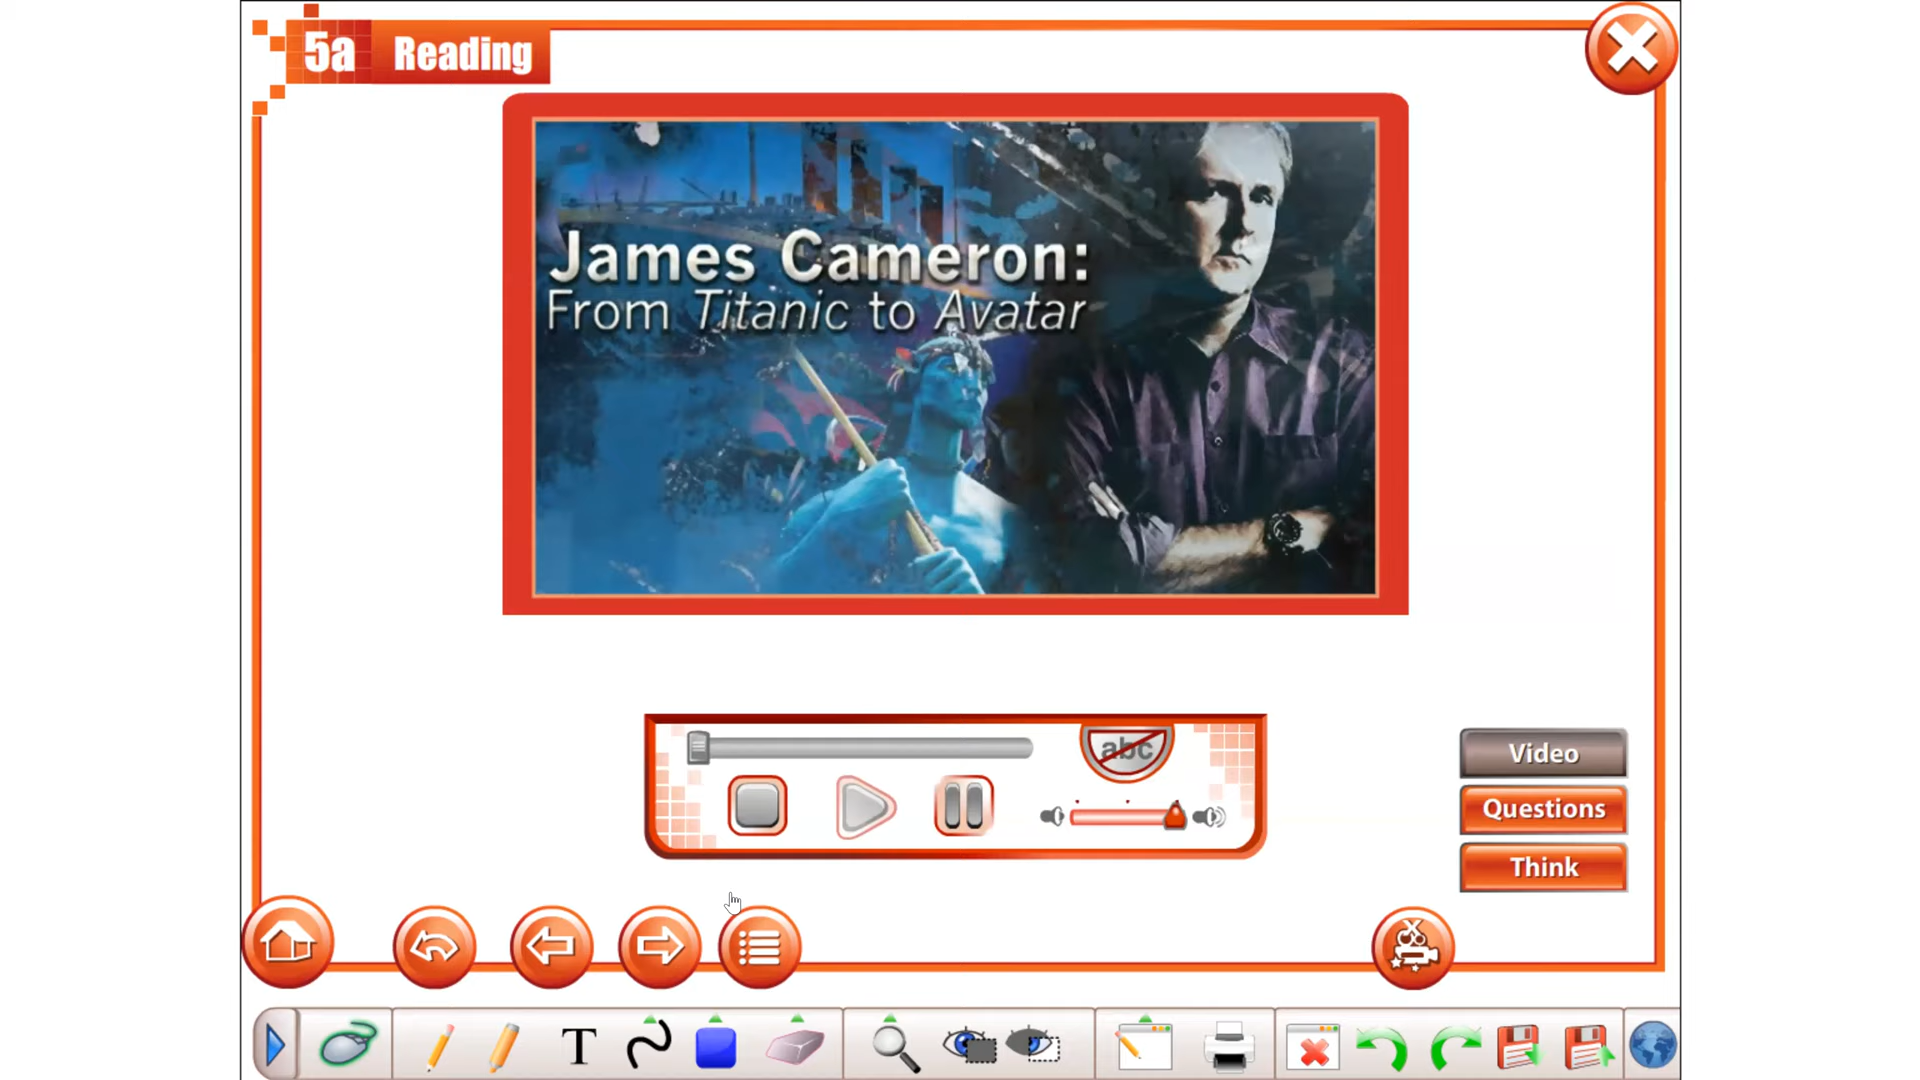 5a Reading
James Cameron:
From Titanic to Avatar
abc
Video
Questions
Think
T